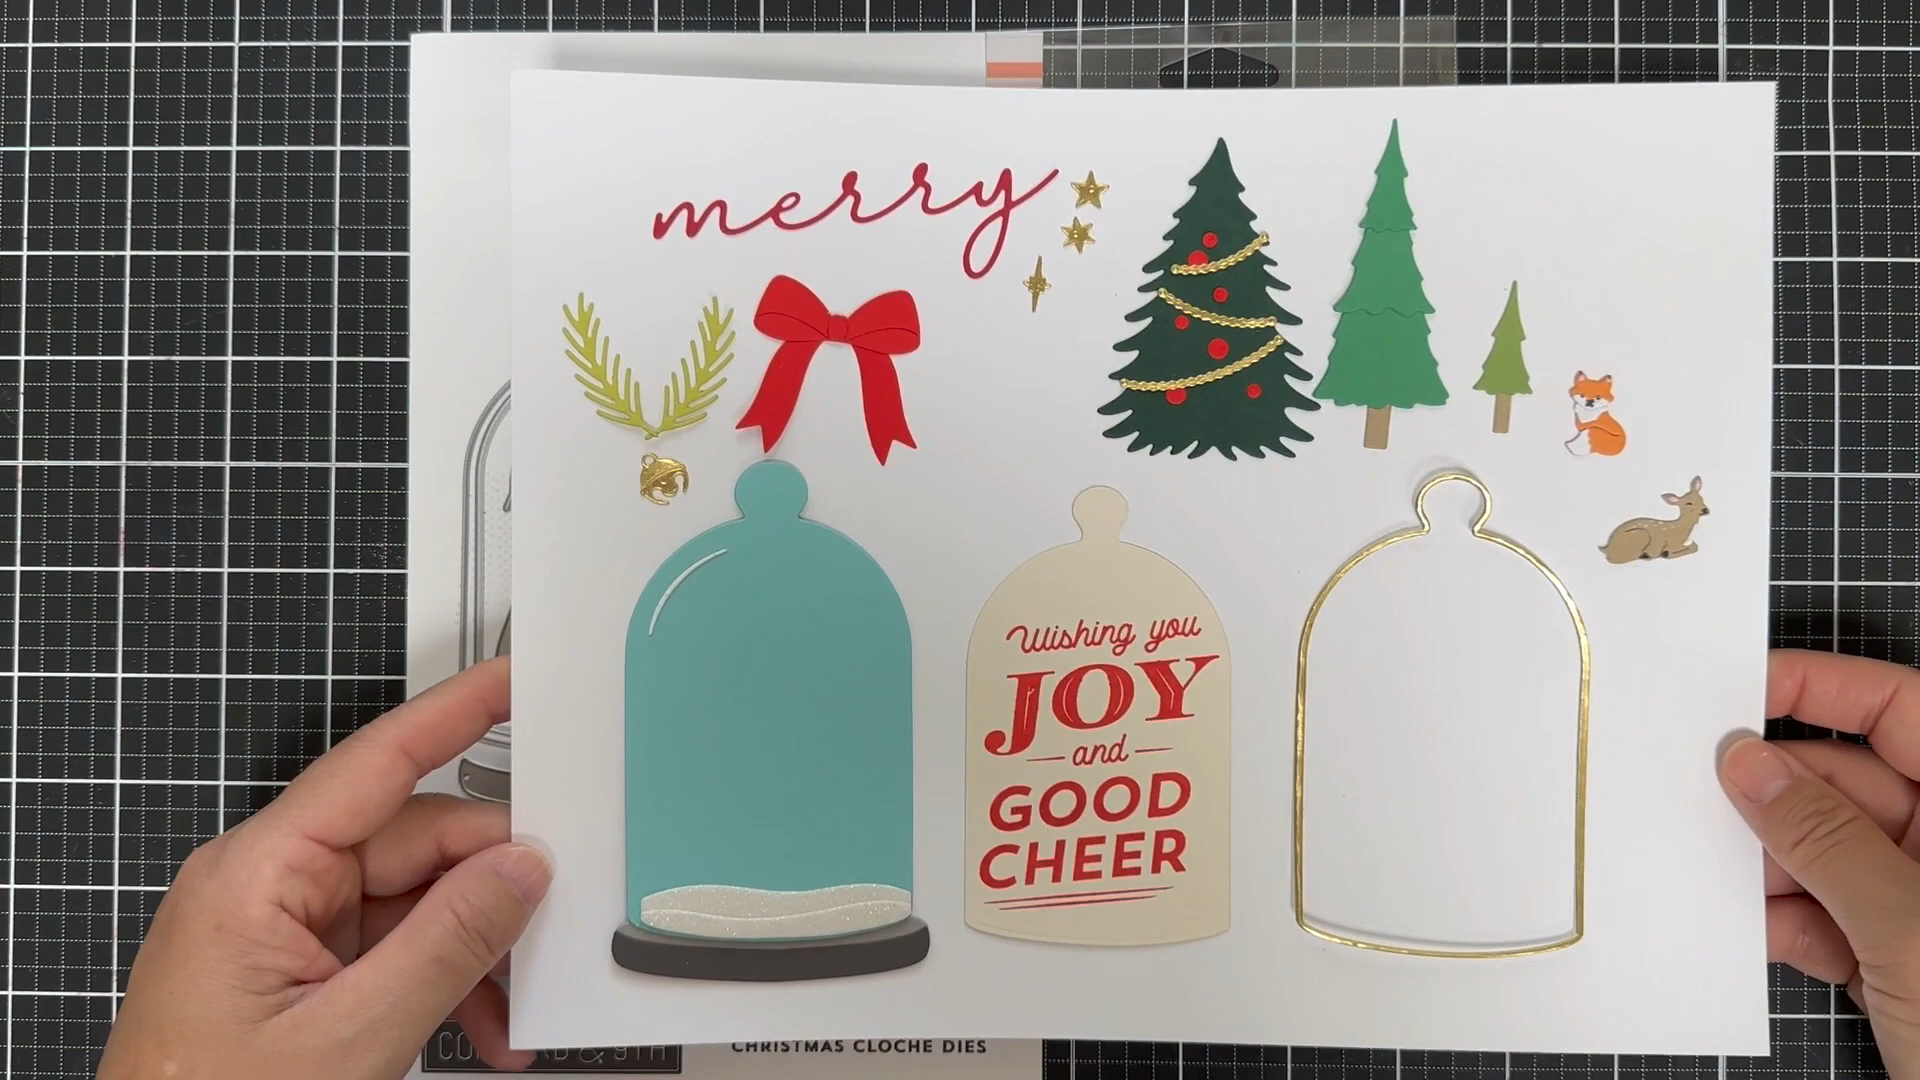 merry
Wishing you
JOY
and
GOOD
CHEER
CHRISTMAS CLOCHE DIES